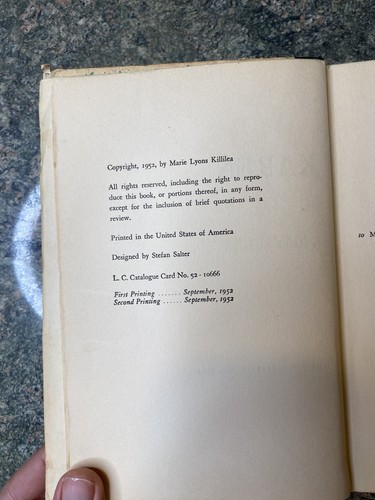 Copyright, 1952, by Marie Lyons Killilea
All rights reserved, including the right to repro-
duce this book, or portions thereof, in any form,
except for the inclusion of brief quotations in a
review.
Printed in the United States of America
Designed by Stefan Salter
L. C. Catalogue Card No. 52 - 10666
First Printing ....... September, 1952
Second Printing ...... September, 1952
to